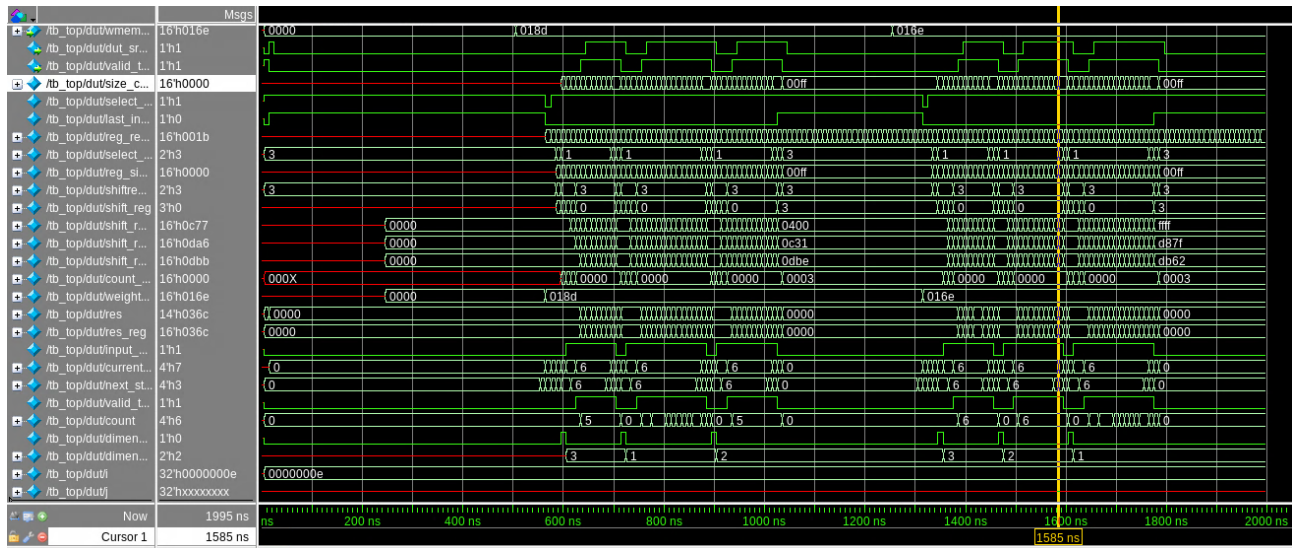 Msgs
/tb_top/dut/wmem... 16'h016e 0000 018d 016e
/tb_top/dut/dut_sr... 1'h1
/tb_top/dut/valid_t... 1'h1
/tb_top/dut/size_c... 16'h0000 00ff 00ff
/tb_top/dut/select_... 1'h1
/tb_top/dut/last_in... 1'h0
/tb_top/dut/reg_re... 16'h001b
/tb_top/dut/select_... 2'h3 3 1 1 1 3 1 1 1 3
/tb_top/dut/reg_si... 16'h0000 00ff 00ff
/tb_top/dut/shiftre... 2'h3 3 3 3 3 3 3 3 3 3
/tb_top/dut/shift_reg 3'h0 0 0 0 3 0 0 0 3
/tb_top/dut/shift_r... 16'h0c77 0000 0400 ffff
/tb_top/dut/shift_r... 16'h0da6 0000 0c31 d87f
/tb_top/dut/shift_r... 16'h0dbb 0000 0dbe db62
/tb_top/dut/count_... 16'h0000 000X 0000 0000 0000 0003 0000 0000 0000 0003
/tb_top/dut/weight... 16'h016e 0000 018d 016e
/tb_top/dut/res 14'h036c 0000 0000 0000
/tb_top/dut/res_reg 16'h036c 0000 0000 0000
/tb_top/dut/input_... 1'h1
/tb_top/dut/current... 4'h7 0 6 6 6 0 6 6 6 0
/tb_top/dut/next_st... 4'h3 0 6 6 6 0 6 6 6 0
/tb_top/dut/valid_t... 1'h1
/tb_top/dut/count 4'h6 0 5 0 0 5 0 6 0 6 0 0
/tb_top/dut/dimen... 1'h0
/tb_top/dut/dimen... 2'h2 3 1 2 3 2 1
/tb_top/dut/i 32'h0000000e 0000000e
/tb_top/dut/j 32'hxxxxxxxx
Now 1995 ns ns 200 ns 400 ns 600 ns 800 ns 1000 ns 1200 ns 1400 ns 1600 ns 1800 ns 2000 ns
Cursor 1 1585 ns 1585 ns